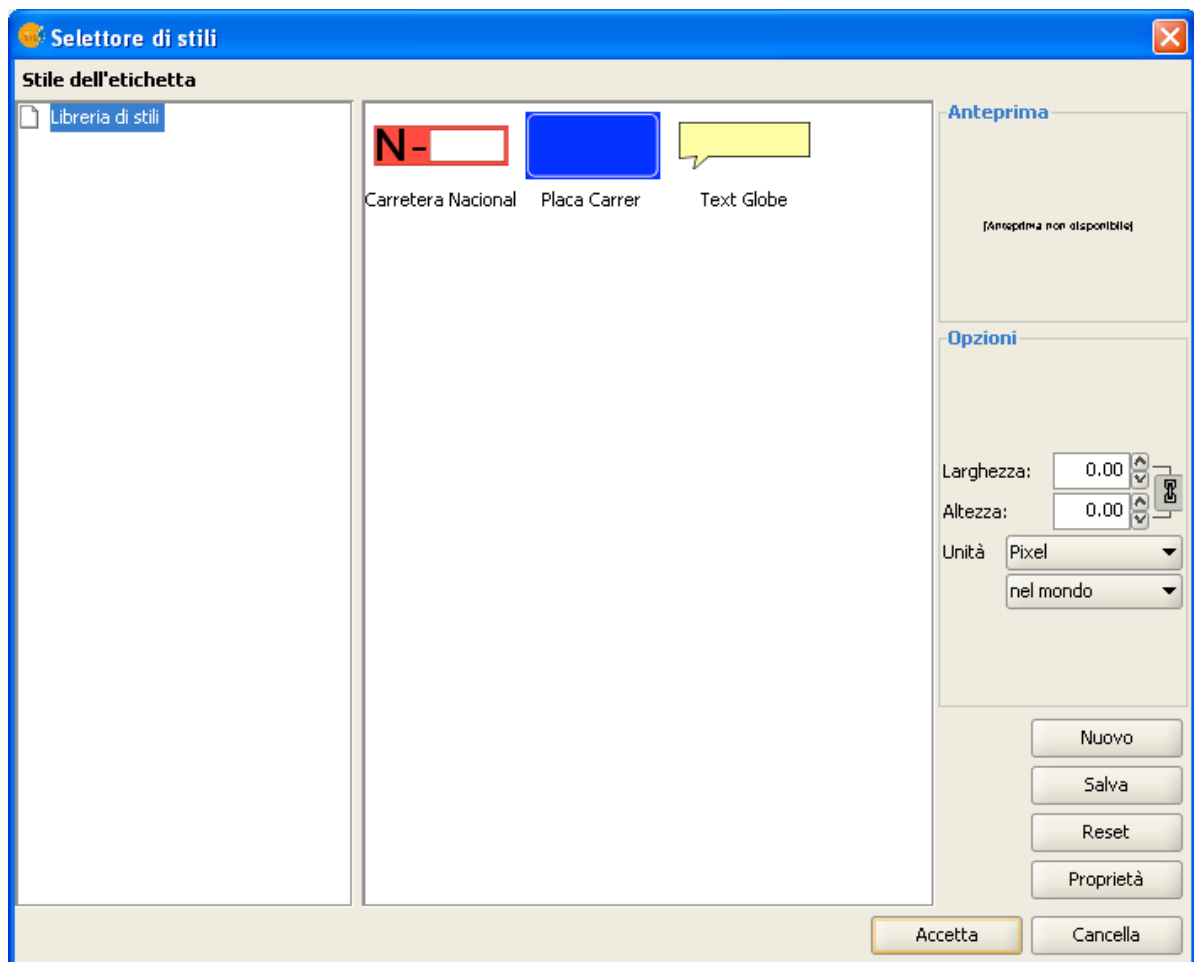 Selettore di stili
Stile dell'etichetta
Libreria di stili
N-
Carretera Nacional Placa Carrer Text Globe
Anteprima
[Anteprima non disponibile]
Opzioni
Larghezza: 0.00
Altezza: 0.00
Unità Pixel
nel mondo
Nuovo
Salva
Reset
Proprietà
Accetta Cancella